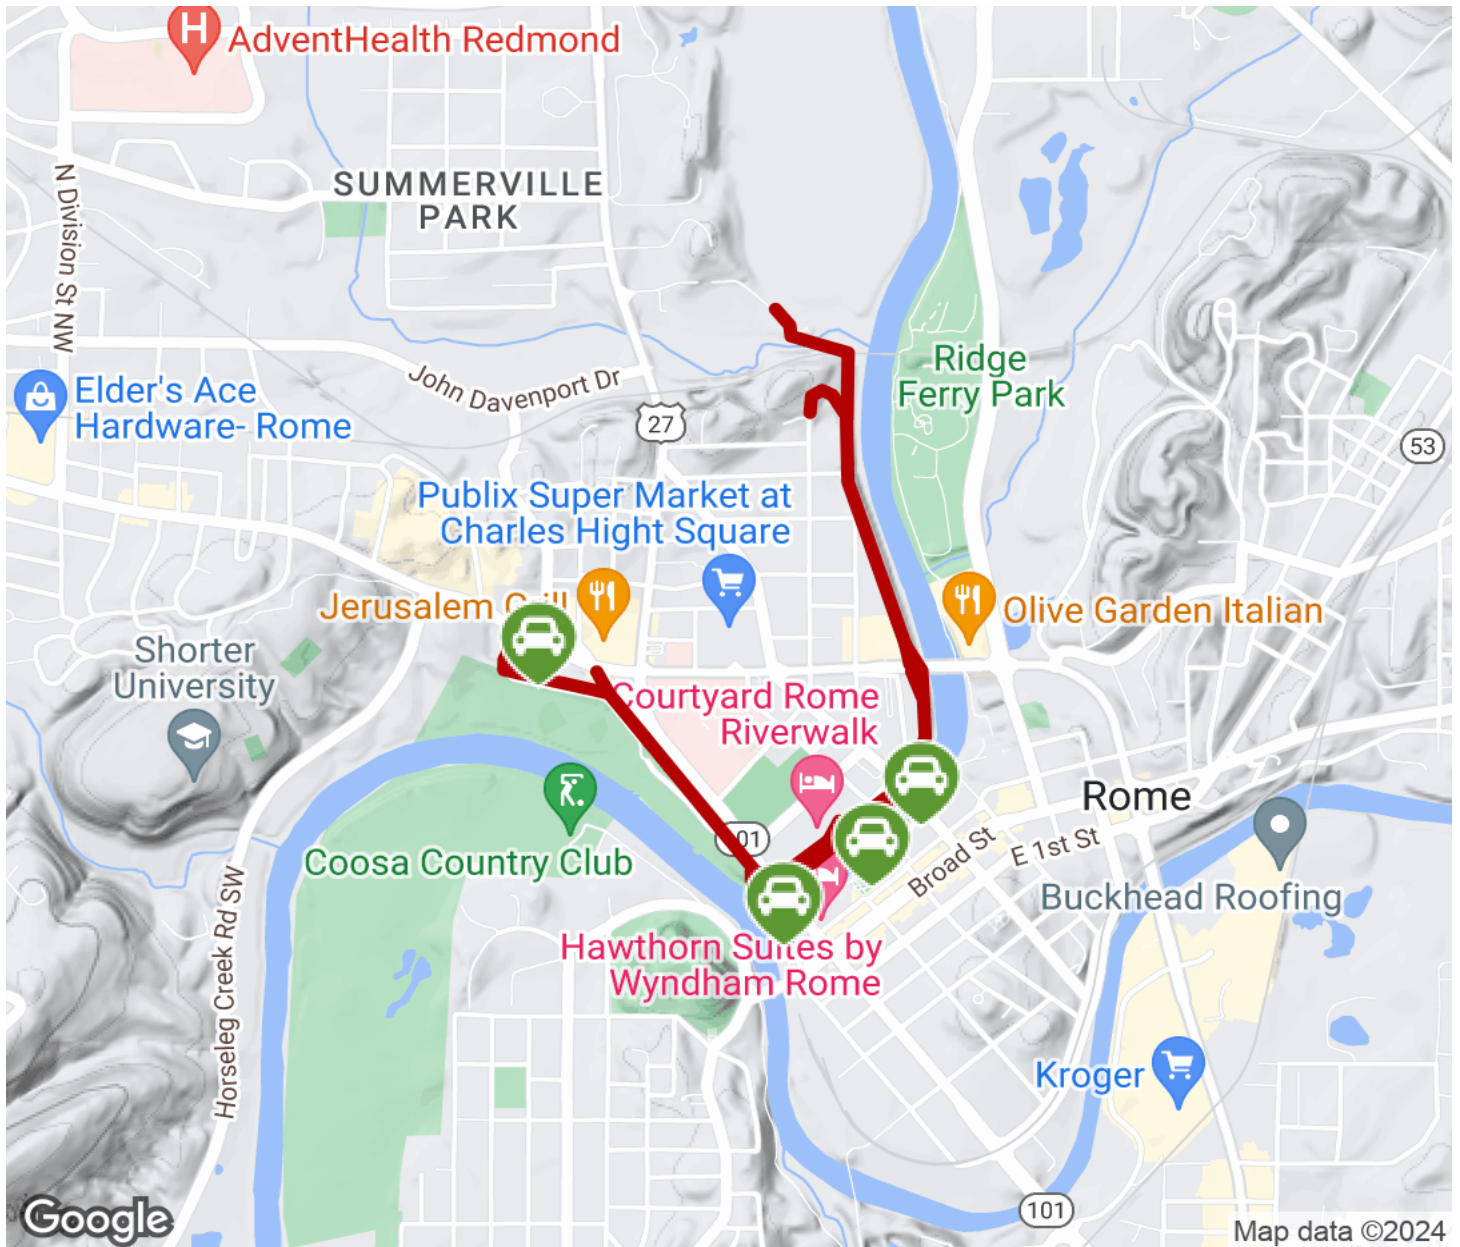 H
AdventHealth Redmond
SUMMERVILLE
PARK
N Division St NW
Ridge
Ferry Park
John Davenport Dr
Elder's Ace
Hardware- Rome
27
53
Publix Super Market at
Charles Hight Square
Jerusalem Grill
Olive Garden Italian
Shorter
University
Courtyard Rome
Riverwalk
Rome
Coosa Country Club
Broad St
E 1st St
Buckhead Roofing
Hawthorn Suites by
Wyndham Rome
Horseleg Creek Rd SW
Kroger
101
Google
Map data ©2024